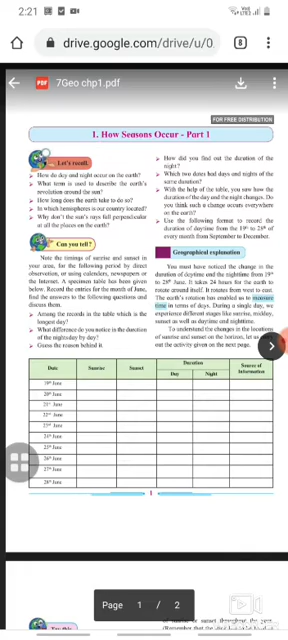 2:21
drive.google.com/drive/u/0
8
PDF 7Geo chp1.pdf
FOR FREE DISTRIBUTION
1. How Seasons Occur - Part 1
Let's recall
➤ How do day and night occur on the earth?
➤ What term is used to describe the earth's
revolution around the sun?
➤ How long does the earth take to do so?
➤ In which hemispheres is our country located?
➤ Why don't the sun's rays fall perpendicular
at all the places on the earth?
Can you tell?
Note the timings of sunrise and sunset in
your area, for the following period by direct
observation, or using calendars, newspapers or
the Internet. A specimen table has been given
below. Record the entries for the month of June,
find the answers to the following questions and
discuss them.
➤ Among the records in the table which is the
longest day?
➤ What difference do you notice in the duration
of the nightsday by day?
➤ Guess the reason behind it.
➤ How did you find out the duration of the
night?
➤ Which two dates had days and nights of the
same duration?
➤ With the help of the table, you saw how the
duration of the day and the night changes. Do
you think such a change occurs everywhere
on the earth?
➤ Use the following format to record the
duration of daytime from the 19th to 28th of
every month from September to December.
Geographical explanation
You must have noticed the change in the
duration of daytime and the nighttime from 19th
to 28th June. It takes 24 hours for the earth to
rotate around itself. It rotates from west to east.
The earth's rotation has enabled us to measure
time in terms of days. During a single day, we
experience different stages like sunrise, midday,
sunset as well as daytime and nighttime.
To understand the changes in the locations
of sunrise and sunset on the horizon, let us
out the activity given on the next page.
Date Sunrise Sunset Duration Source of Information
Day Night
19th June
20th June
21st June
22nd June
23rd June
24th June
25th June
26th June
27th June
28th June
1
Page 1 / 2
Try this
of sunrise or sunset throughout the year.
(Remember that the